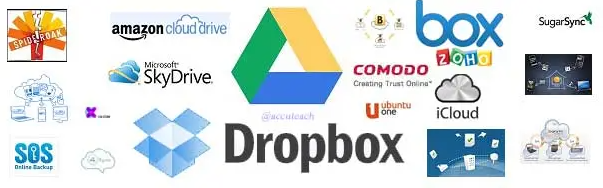 SPIDEROAK
amazon cloud drive
Microsoft®
SkyDrive
box
ZOHO
SugarSync
COMODO
Creating Trust Online®
ubuntu
one
iCloud
@accuteach
SOS
Online Backup
Dropbox